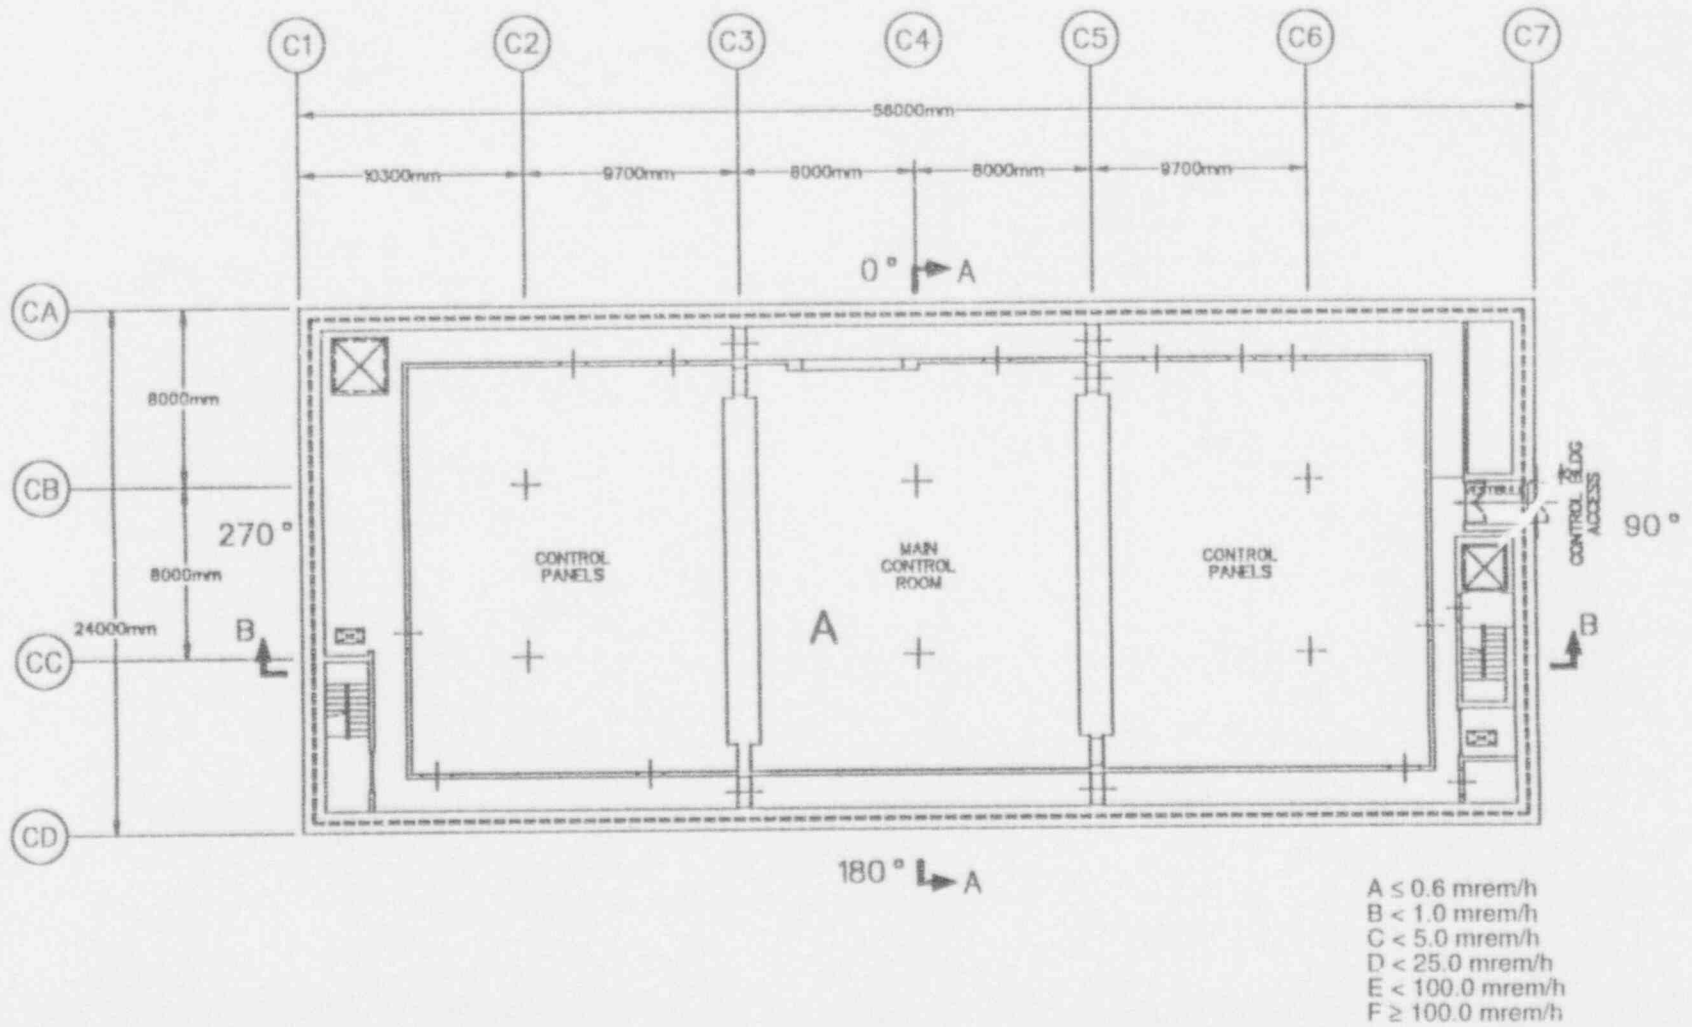 C1 C2 C3 C4 C5 C6 C7
56000mm
10300mm 9700mm 8000mm 8000mm 9700mm
0° A
CA
8000mm
CB
270°
8000mm
24000mm
B
CC
CD
CONTROL
PANELS
MAIN
CONTROL
ROOM
A
CONTROL
PANELS
VESTIBULE
CONTROL BLDG
ACCESS
90°
B
180° A
A ≤ 0.6 mrem/h
B < 1.0 mrem/h
C < 5.0 mrem/h
D < 25.0 mrem/h
E < 100.0 mrem/h
F ≥ 100.0 mrem/h